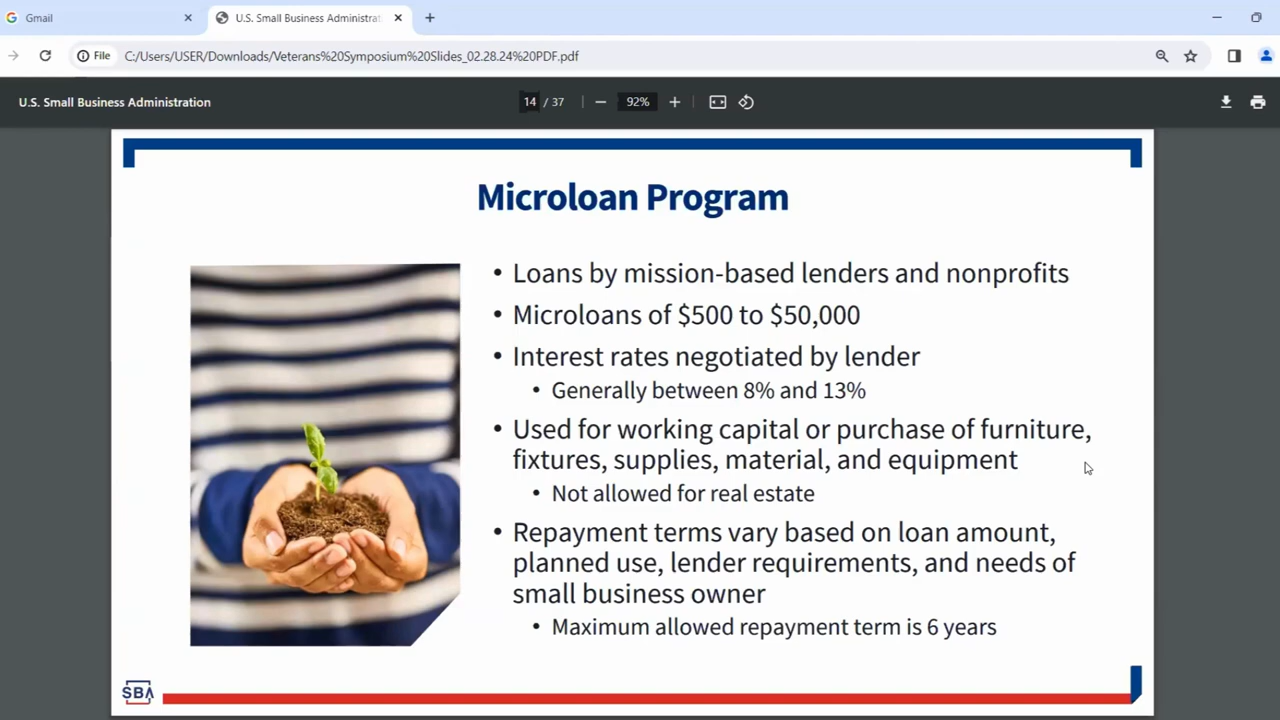 Gmail
U.S. Small Business Administrat
File
C:/Users/USER/Downloads/Veterans%20Symposium%20Slides_02.28.24%20PDF.pdf
U.S. Small Business Administration
14 / 37
92%
Microloan Program
• Loans by mission-based lenders and nonprofits
• Microloans of $500 to $50,000
• Interest rates negotiated by lender
• Generally between 8% and 13%
• Used for working capital or purchase of furniture,
fixtures, supplies, material, and equipment
• Not allowed for real estate
• Repayment terms vary based on loan amount,
planned use, lender requirements, and needs of
small business owner
• Maximum allowed repayment term is 6 years
SBA